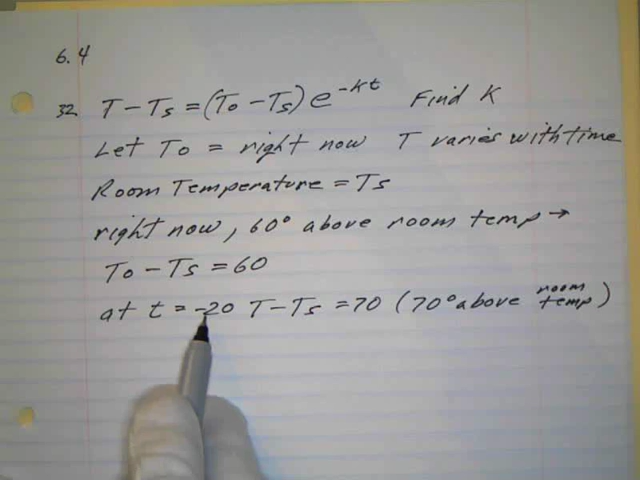 6.4
32 T - Ts = (To - Ts) e^-kt Find K
Let To = right now T varies with time
Room Temperature = Ts
right now, 60° above room temp →
To - Ts = 60
at t = -20 T - Ts = 70 (70° above room temp)